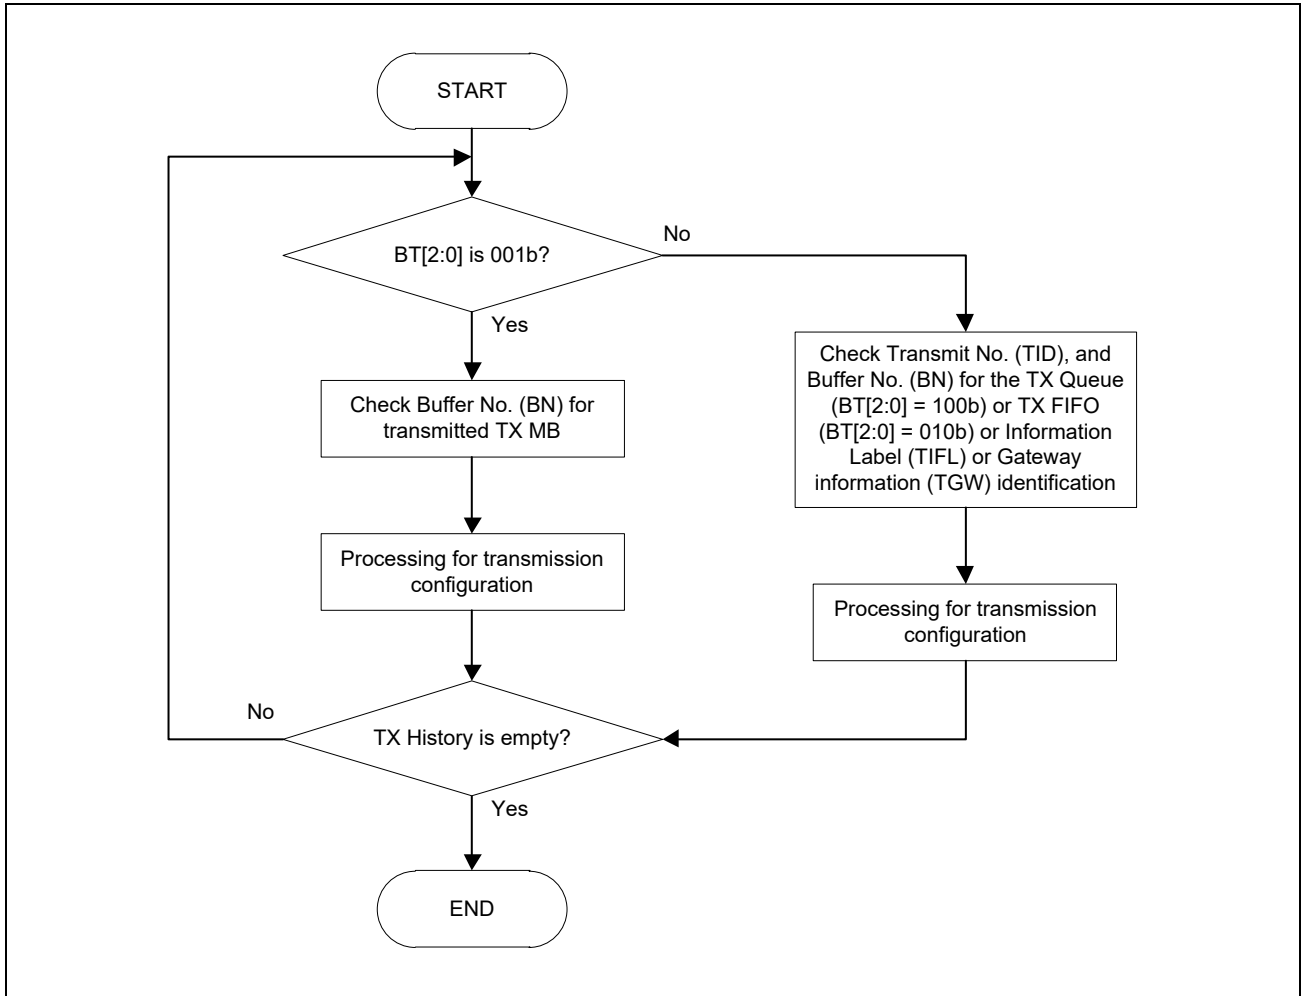 START
BT[2:0] is 001b?
No
Yes
Check Buffer No. (BN) for
transmitted TX MB
Processing for transmission
configuration
Check Transmit No. (TID), and
Buffer No. (BN) for the TX Queue
(BT[2:0] = 100b) or TX FIFO
(BT[2:0] = 010b) or Information
Label (TIFL) or Gateway
information (TGW) identification
Processing for transmission
configuration
No
TX History is empty?
Yes
END